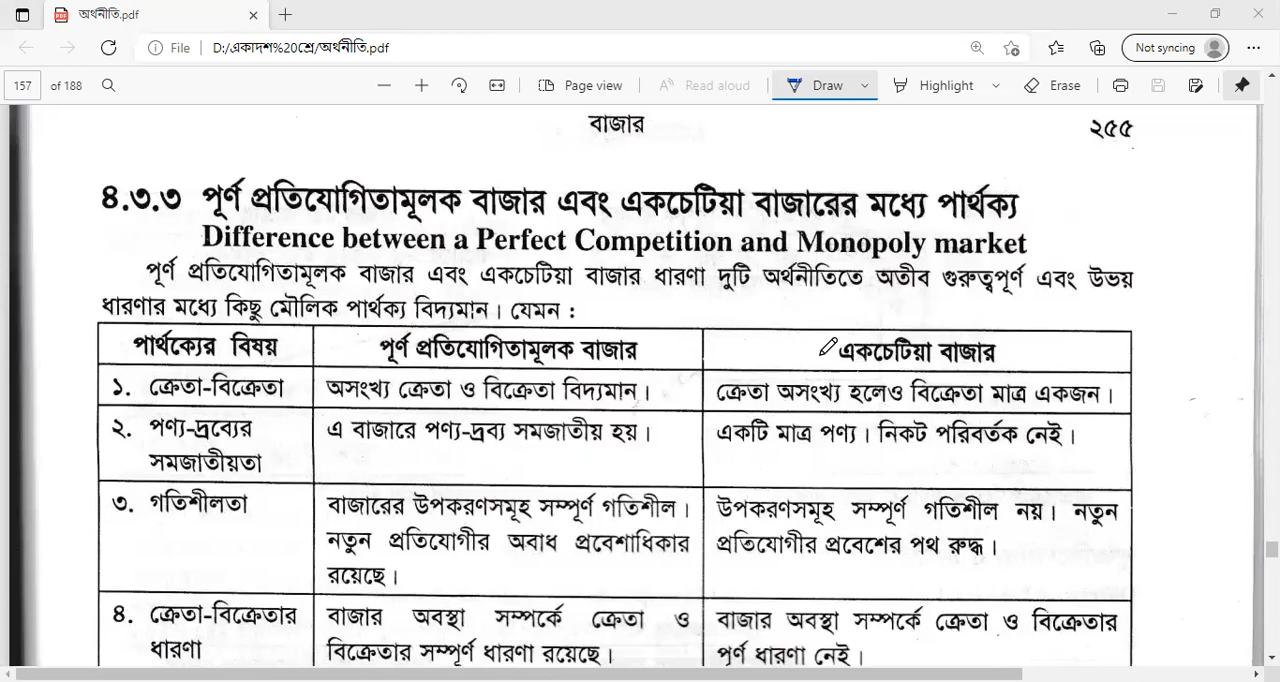 অর্থনীতি.pdf
File D:/একাদশ%20শ্রে/অর্থনীতি.pdf Not syncing
157 of 188 Page view Read aloud Draw Highlight Erase
বাজার ২৫৫
৪.৩.৩ পূর্ণ প্রতিযোগিতামূলক বাজার এবং একচেটিয়া বাজারের মধ্যে পার্থক্য
Difference between a Perfect Competition and Monopoly market
পূর্ণ প্রতিযোগিতামূলক বাজার এবং একচেটিয়া বাজার ধারণা দুটি অর্থনীতিতে অতীব গুরুত্বপূর্ণ এবং উভয়
ধারণার মধ্যে কিছু মৌলিক পার্থক্য বিদ্যমান। যেমন :
পার্থক্যের বিষয় পূর্ণ প্রতিযোগিতামূলক বাজার একচেটিয়া বাজার
১. ক্রেতা-বিক্রেতা অসংখ্য ক্রেতা ও বিক্রেতা বিদ্যমান। ক্রেতা অসংখ্য হলেও বিক্রেতা মাত্র একজন।
২. পণ্য-দ্রব্যের এ বাজারে পণ্য-দ্রব্য সমজাতীয় হয়। একটি মাত্র পণ্য। নিকট পরিবর্তক নেই।
সমজাতীয়তা
৩. গতিশীলতা বাজারের উপকরণসমূহ সম্পূর্ণ গতিশীল। উপকরণসমূহ সম্পূর্ণ গতিশীল নয়। নতুন
নতুন প্রতিযোগীর অবাধ প্রবেশাধিকার প্রতিযোগীর প্রবেশের পথ রুদ্ধ।
রয়েছে।
৪. ক্রেতা-বিক্রেতার বাজার অবস্থা সম্পর্কে ক্রেতা ও বাজার অবস্থা সম্পর্কে ক্রেতা ও বিক্রেতার
ধারণা বিক্রেতার সম্পূর্ণ ধারণা রয়েছে। পূর্ণ ধারণা নেই।